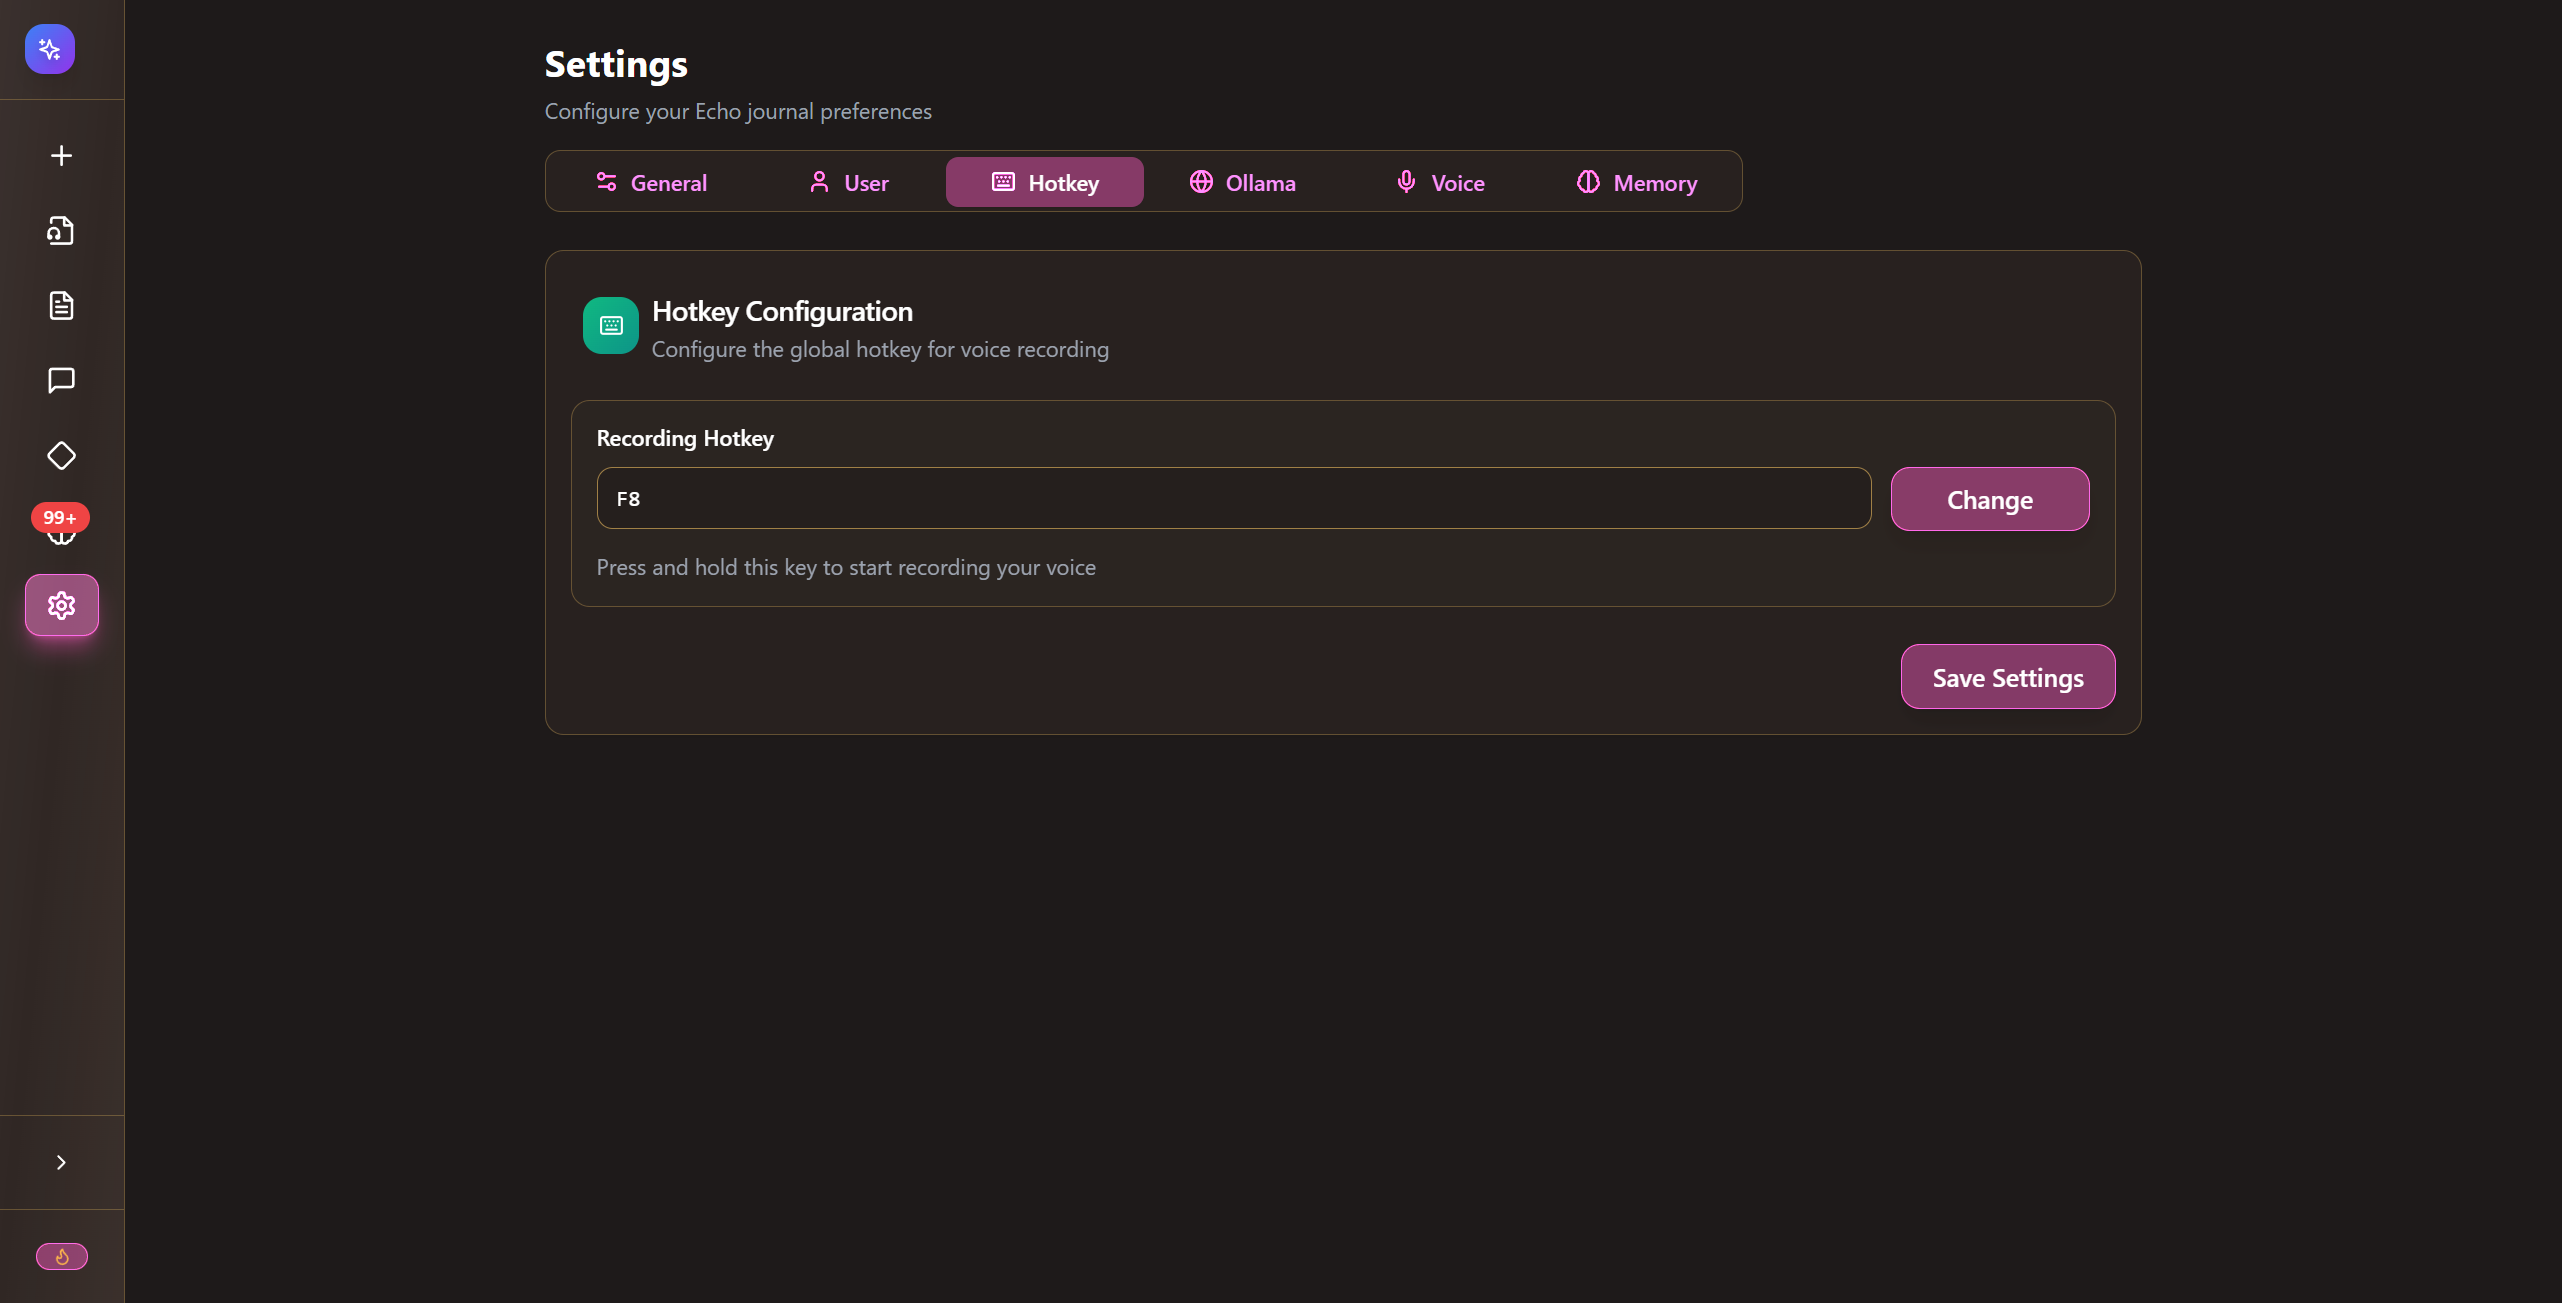 Settings
Configure your Echo journal preferences
General
User
Hotkey
Ollama
Voice
Memory
Hotkey Configuration
Configure the global hotkey for voice recording
Recording Hotkey
F8
Change
Press and hold this key to start recording your voice
99+
Save Settings